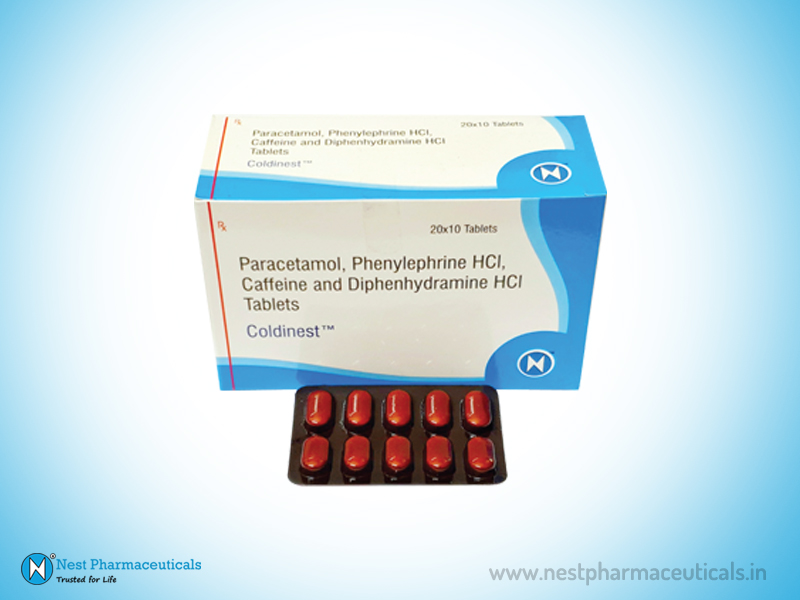 Rx
20x10 Tablets
Paracetamol, Phenylephrine HCl,
Caffeine and Diphenhydramine HCl
Tablets
Coldinest™
Rx
20x10 Tablets
Paracetamol, Phenylephrine HCl,
Caffeine and Diphenhydramine HCl
Tablets
Coldinest™
N
N
N
®
Nest Pharmaceuticals
Trusted for Life
www.nestpharmaceuticals.in